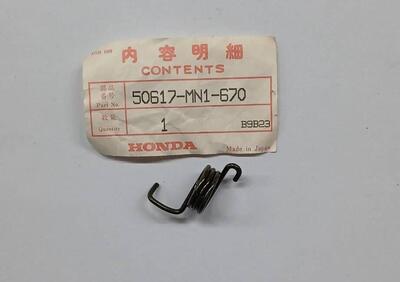 内容明細
CONTENTS
部品番号
Part No.
50617-MN1-670
数量
Quantity
1
B9B23
HONDA
Made in Japan